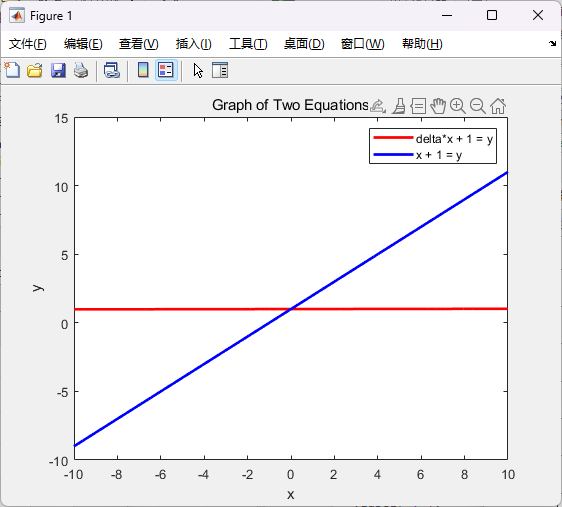 Figure 1
文件(F) 编辑(E) 查看(V) 插入(I) 工具(T) 桌面(D) 窗口(W) 帮助(H)
Graph of Two Equations
delta*x + 1 = y
x + 1 = y
15
10
5
0
-5
-10
y
-10 -8 -6 -4 -2 0 2 4 6 8 10
x